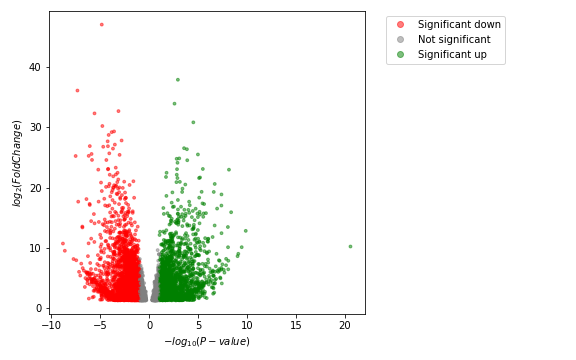 Significant down
Not significant
Significant up
40
30
20
10
0
log₂(FoldChange)
−10
−5
0
5
10
15
20
−log₁₀(P − value)